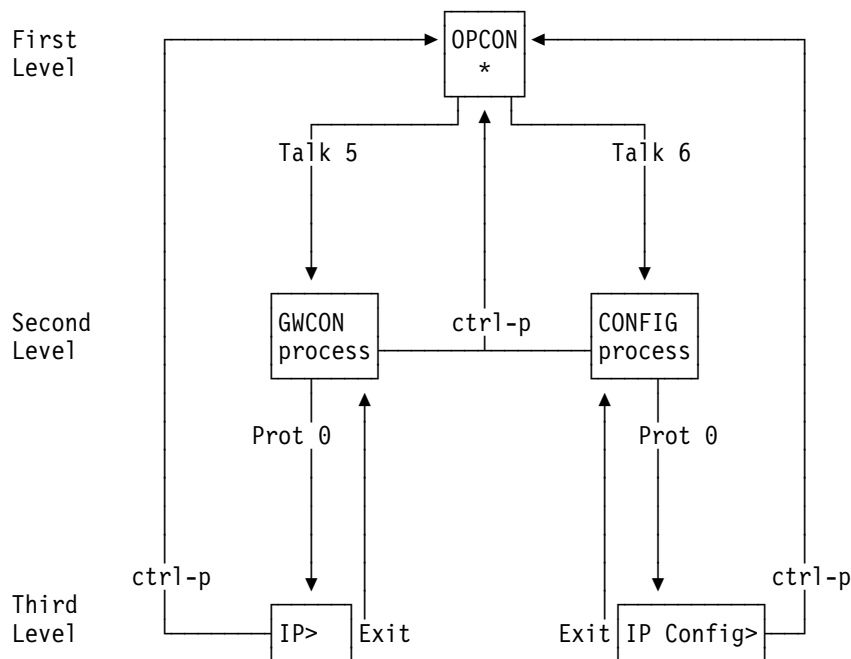 First OPCON
Level *
Talk 5 Talk 6
Second GWCON ctrl-p CONFIG
Level process process
Prot 0 Prot 0
ctrl-p ctrl-p
Third
Level IP> Exit Exit IP Config>